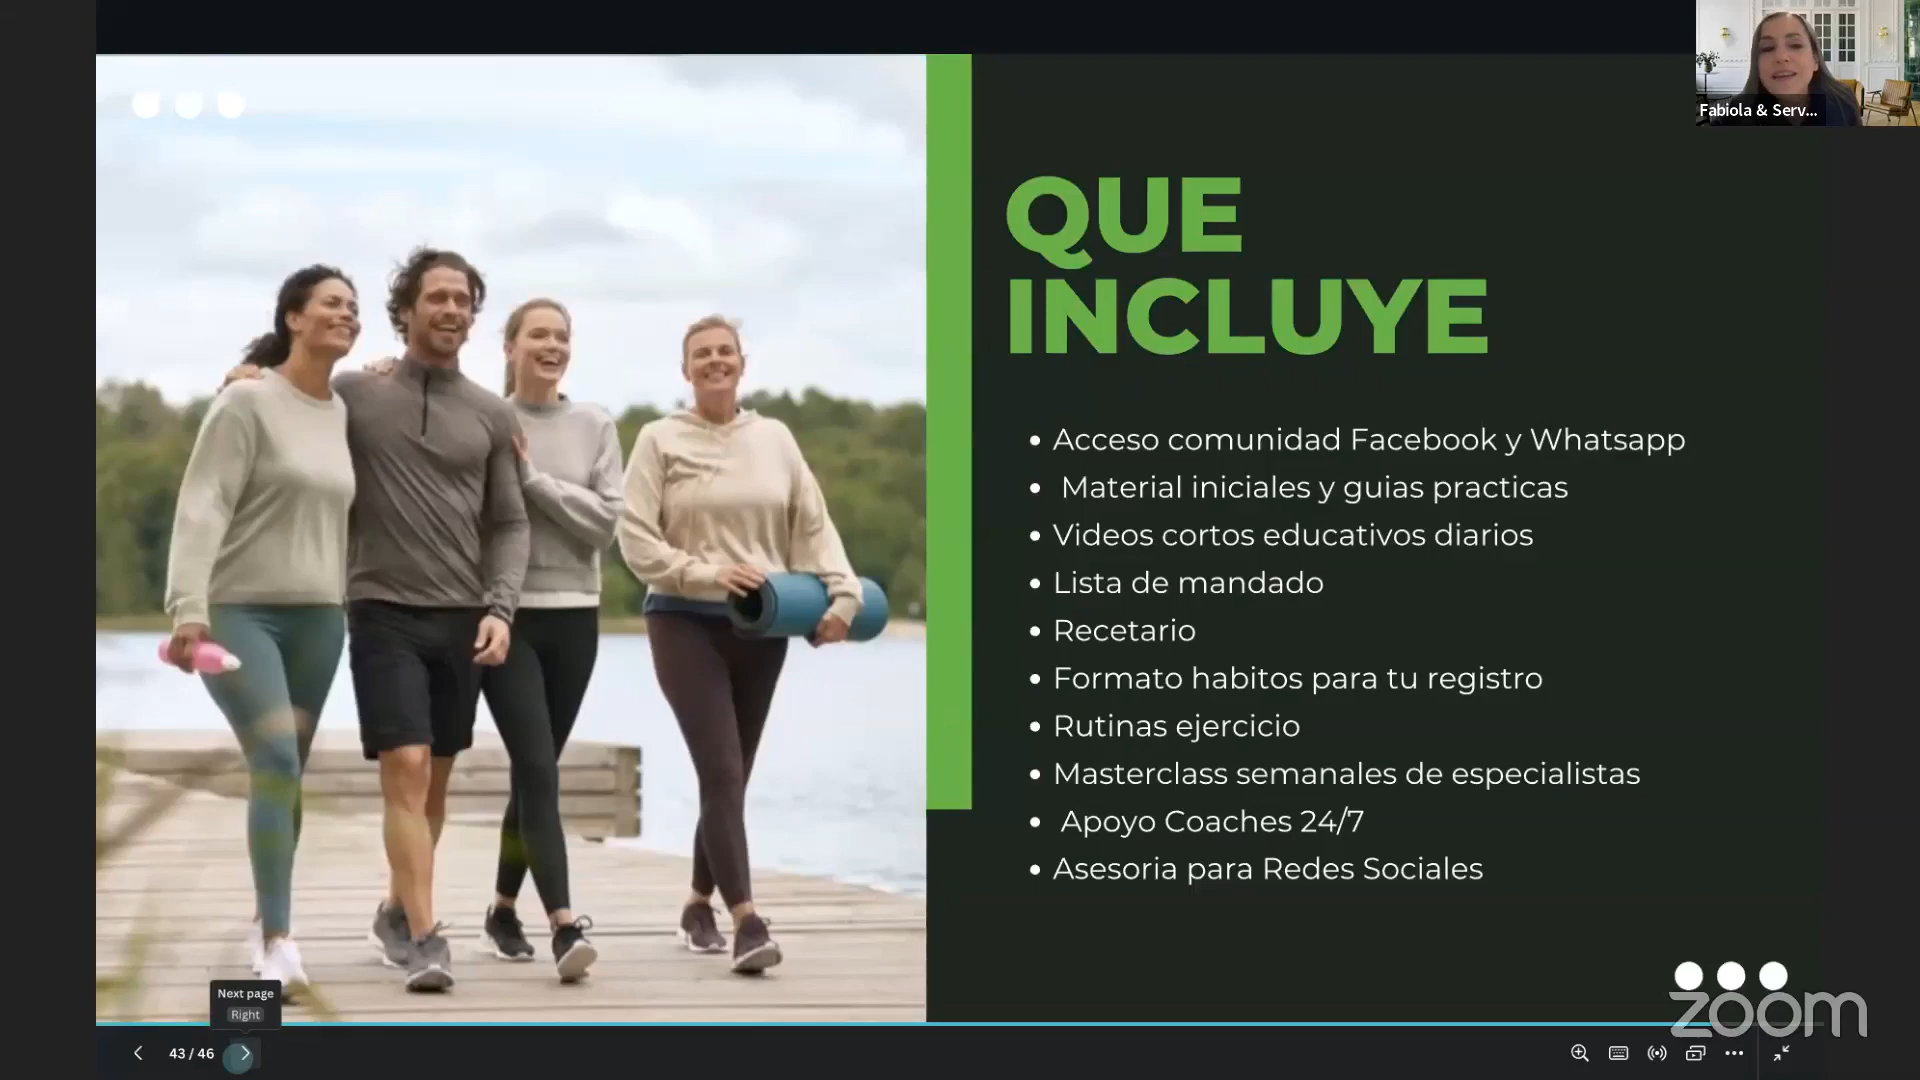 Fabiola & Serv...
QUE
INCLUYE
• Acceso comunidad Facebook y Whatsapp
• Material iniciales y guias practicas
• Videos cortos educativos diarios
• Lista de mandado
• Recetario
• Formato habitos para tu registro
• Rutinas ejercicio
• Masterclass semanales de especialistas
• Apoyo Coaches 24/7
• Asesoria para Redes Sociales
zoom
Next page
Right
43 / 46